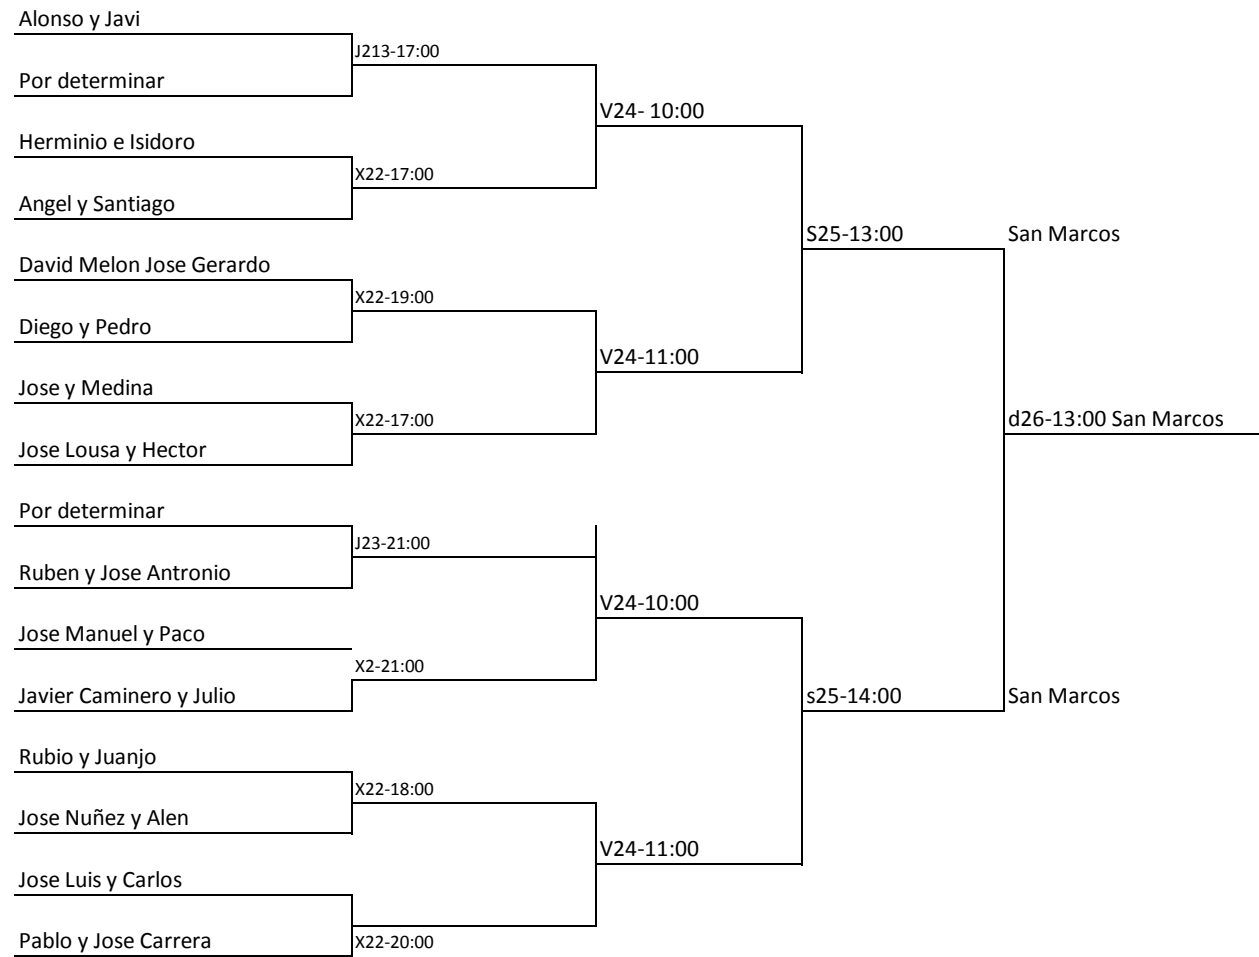 Alonso y Javi
J213-17:00
Por determinar
V24- 10:00
Herminio e Isidoro
X22-17:00
Angel y Santiago
S25-13:00
San Marcos
David Melon Jose Gerardo
X22-19:00
Diego y Pedro
V24-11:00
Jose y Medina
X22-17:00
d26-13:00 San Marcos
Jose Lousa y Hector
Por determinar
J23-21:00
Ruben y Jose Antronio
V24-10:00
Jose Manuel y Paco
X2-21:00
Javier Caminero y Julio
s25-14:00
San Marcos
Rubio y Juanjo
X22-18:00
Jose Nuñez y Alen
V24-11:00
Jose Luis y Carlos
Pablo y Jose Carrera
X22-20:00